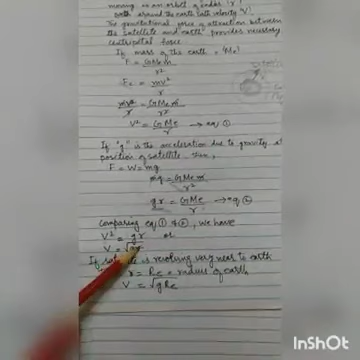 moving in an orbit of radius 'r'
around the earth with velocity 'V'.
The gravitational force of attraction between
the satellite and earth provides necessary
centripetal force
If mass of the earth = 'Me'
F = GMem/r²
Fc = mv²/r
mv²/r = GMem/r²
V² = GMe/r → eq ①
If "g" is the acceleration due to gravity at
position of satellite then,
F = W = mg
mg = GMem/r²
gr = GMe/r → eq ②
Comparing eq ① & ②, we have
V² = gr or
V = √gr
If is revolving very near to earth
r = Re = radius of earth
V = √gRe
InShOt